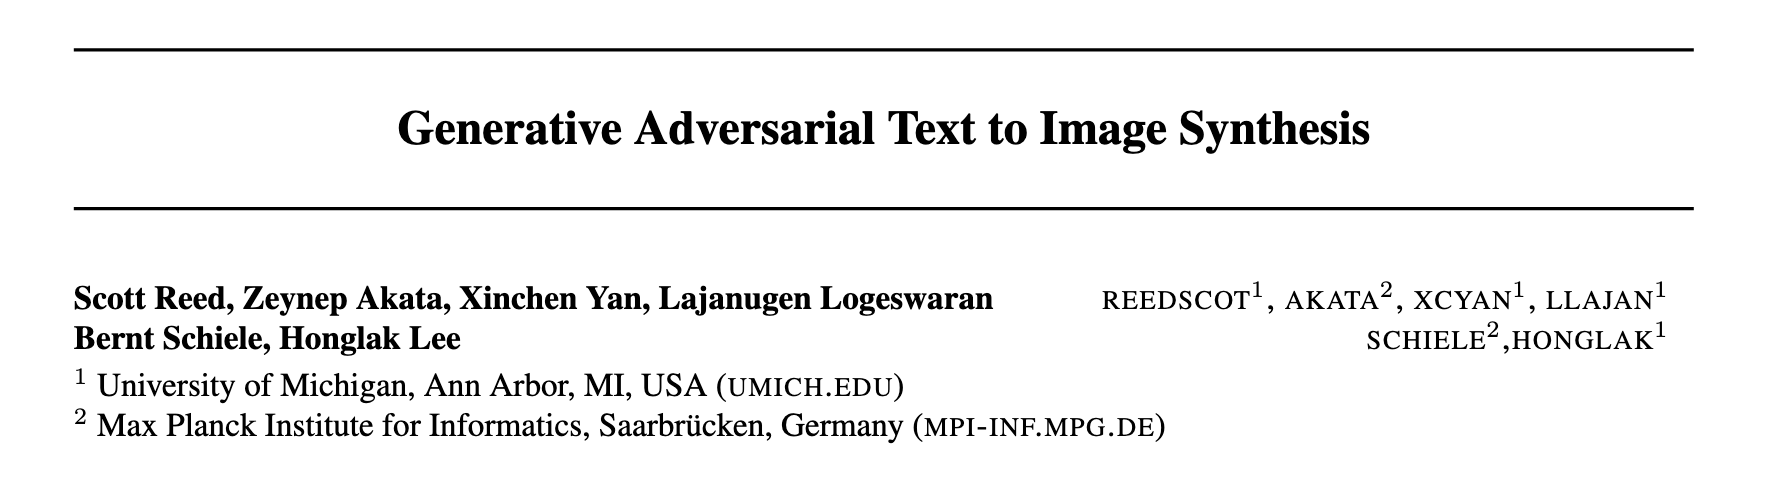 Generative Adversarial Text to Image Synthesis
Scott Reed, Zeynep Akata, Xinchen Yan, Lajanugen Logeswaran REEDSCOT¹, AKATA², XCYAN¹, LLAJAN¹
Bernt Schiele, Honglak Lee SCHIELE²,HONGLAK¹
¹ University of Michigan, Ann Arbor, MI, USA (UMICH.EDU)
² Max Planck Institute for Informatics, Saarbrücken, Germany (MPI-INF.MPG.DE)